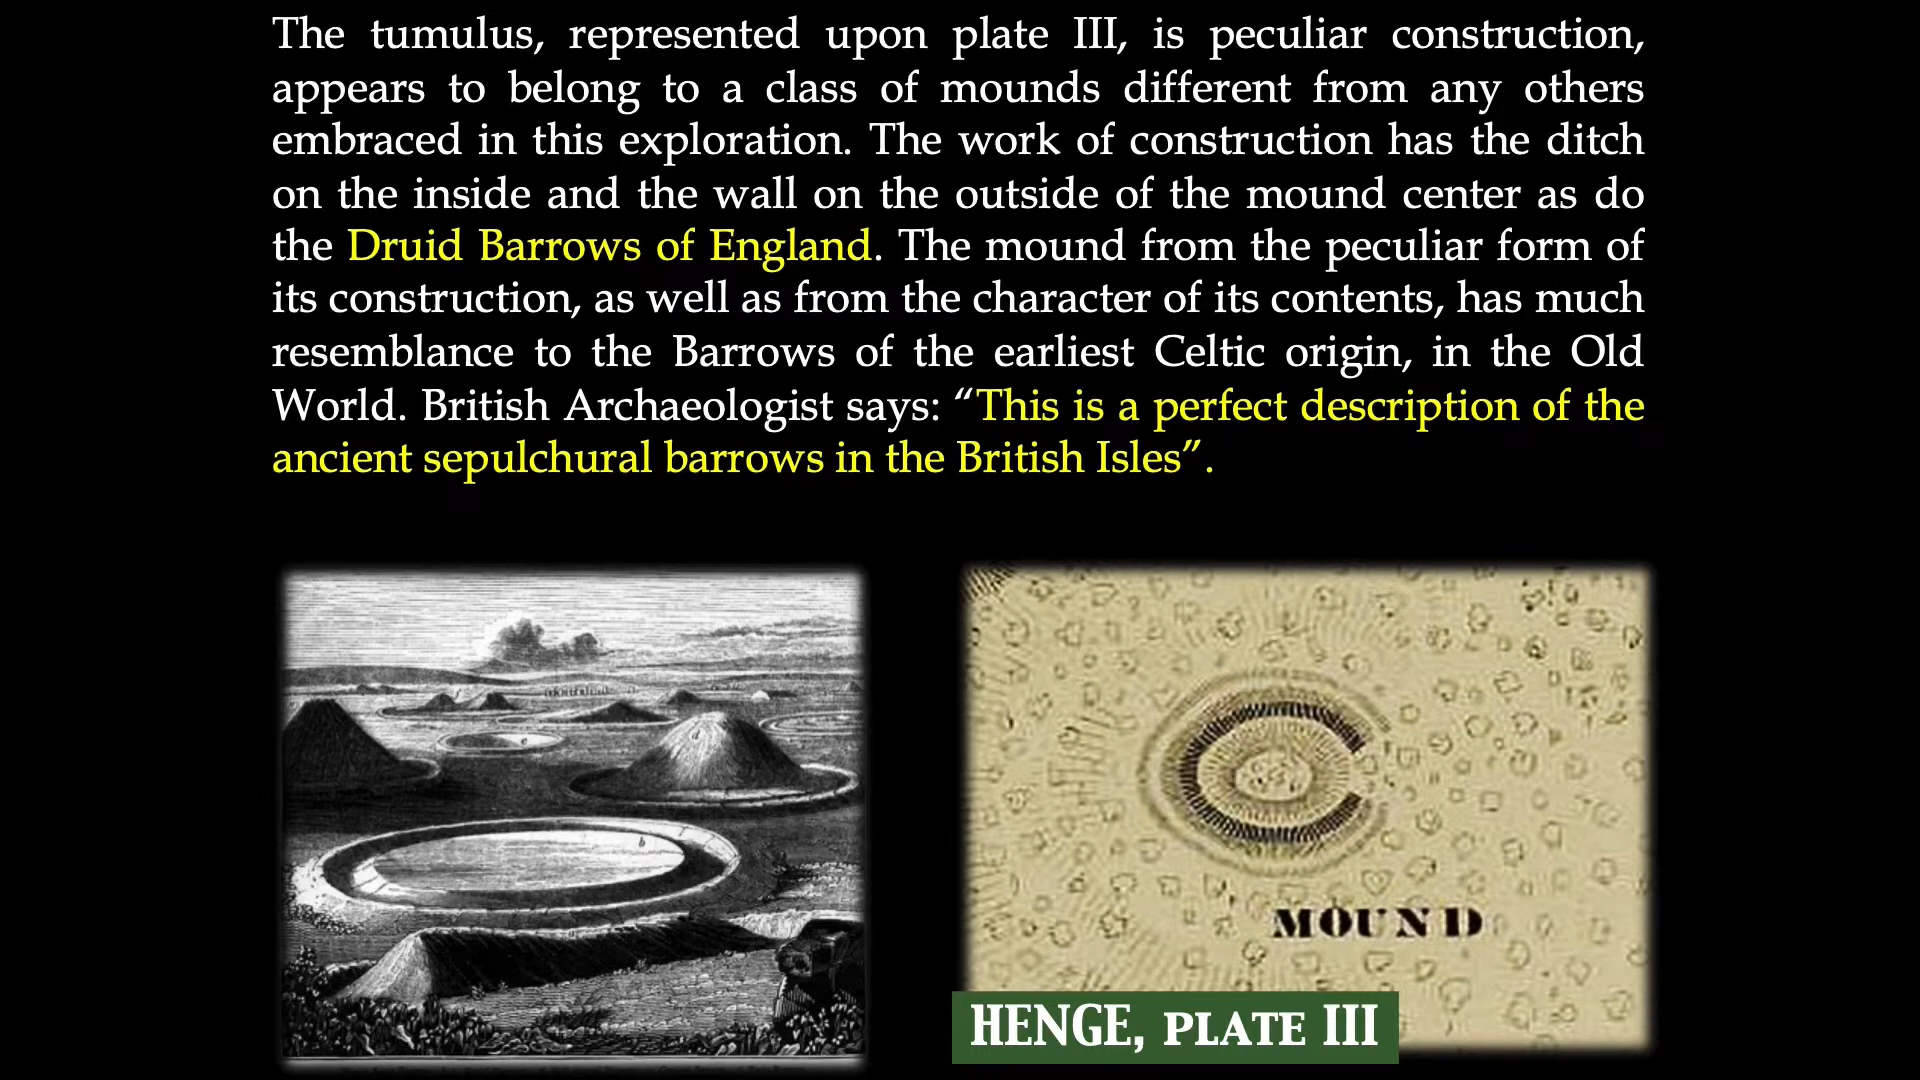 The tumulus, represented upon plate III, is peculiar construction,
appears to belong to a class of mounds different from any others
embraced in this exploration. The work of construction has the ditch
on the inside and the wall on the outside of the mound center as do
the Druid Barrows of England. The mound from the peculiar form of
its construction, as well as from the character of its contents, has much
resemblance to the Barrows of the earliest Celtic origin, in the Old
World. British Archaeologist says: “This is a perfect description of the
ancient sepulchural barrows in the British Isles”.
b
MOUND
HENGE, PLATE III